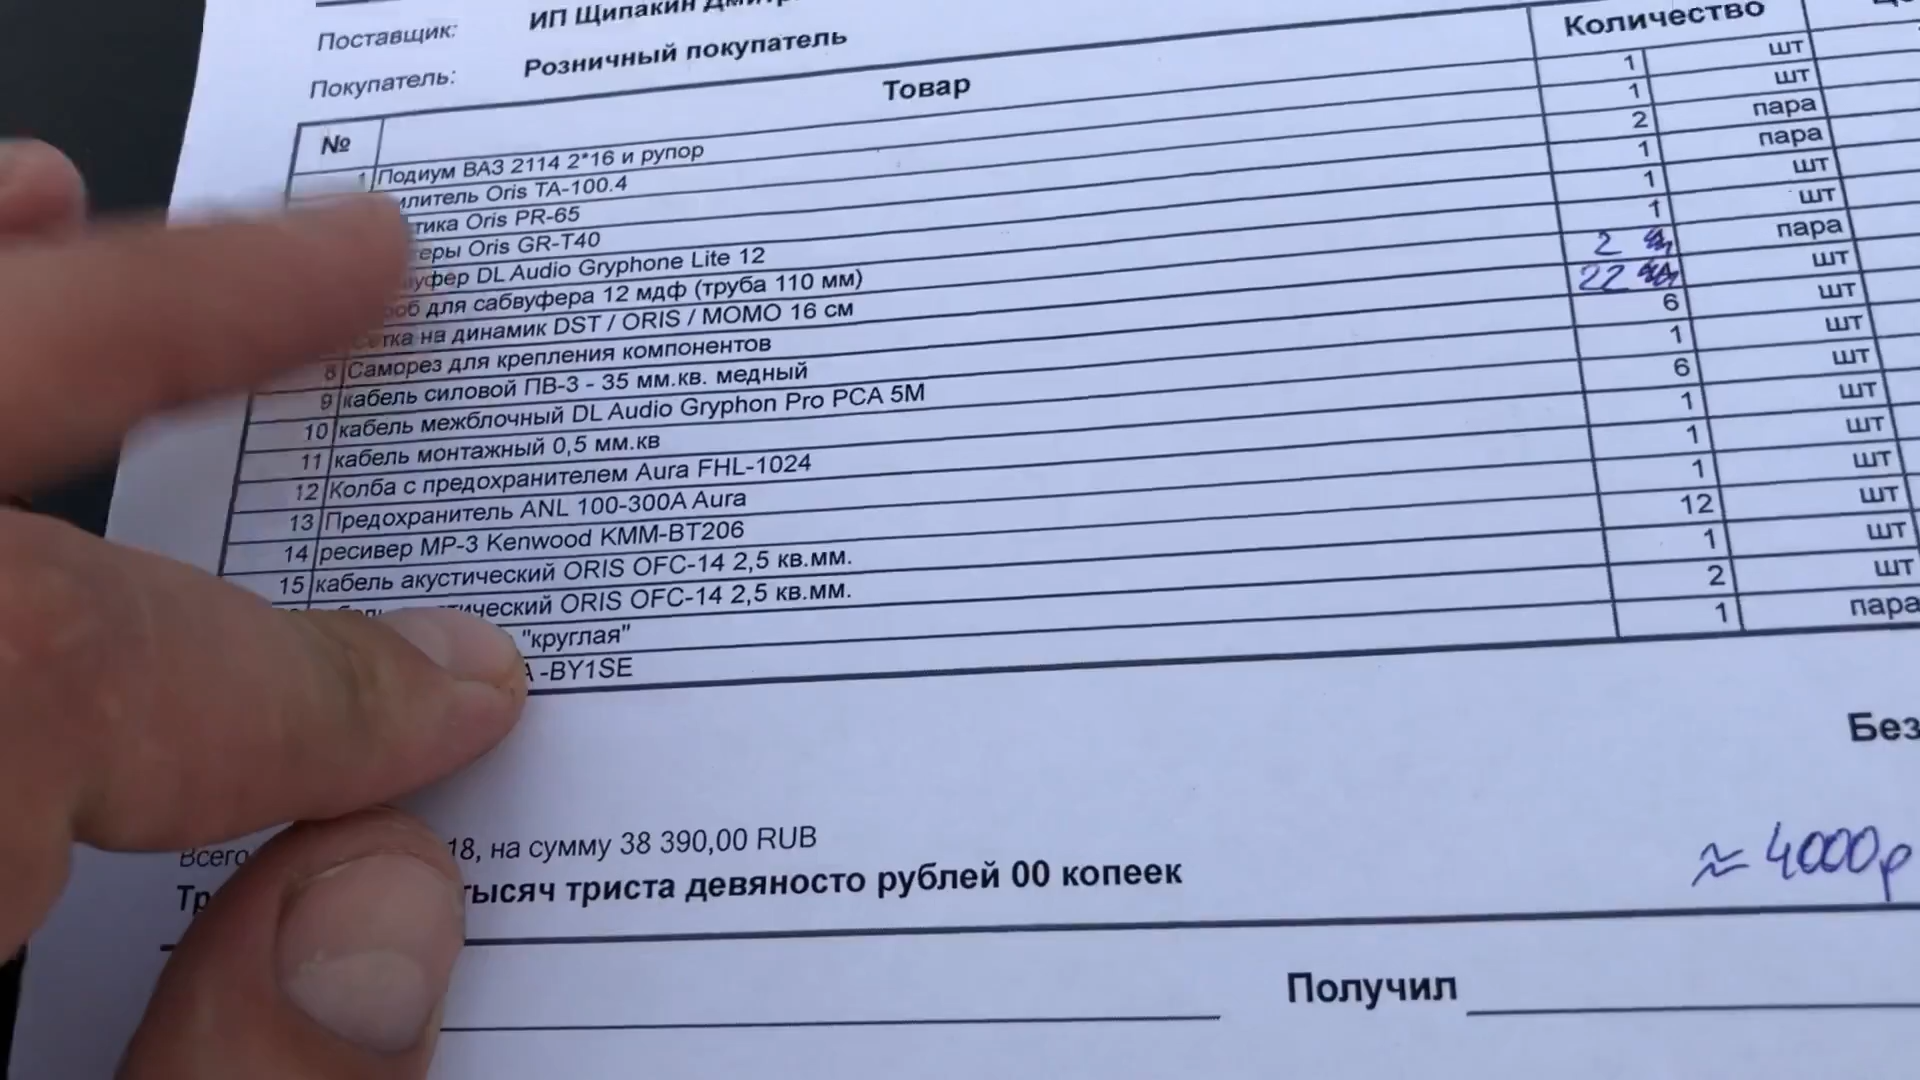 Поставщик: ИП Щипакин
Покупатель: Розничный покупатель
№ Товар Количество
1 Подиум ВАЗ 2114 2*16 и рупор 1 шт
Oris TA-100.4 1 шт
Oris PR-65 2 пара
Oris GR-T40 1 пара
DL Audio Gryphone Lite 12 1 шт
для сабвуфера 12 мдф (труба 110 мм) 1 шт
на динамик DST / ORIS / MOMO 16 см 2 пара
8 Саморез для крепления компонентов 22 шт
9 кабель силовой ПВ-3 - 35 мм.кв. медный 6 шт
10 кабель межблочный DL Audio Gryphon Pro PCA 5M 1 шт
11 кабель монтажный 0,5 мм.кв 6 шт
12 Колба с предохранителем Aura FHL-1024 1 шт
13 Предохранитель ANL 100-300A Aura 1 шт
14 ресивер MP-3 Kenwood KMM-BT206 1 шт
15 кабель акустический ORIS OFC-14 2,5 кв.мм. 12 шт
ORIS OFC-14 2,5 кв.мм. 1 шт
"круглая" 2 шт
-BY1SE 1 пара
Без
Всего 18, на сумму 38 390,00 RUB
≈ 4000р
триста девяносто рублей 00 копеек
Получил